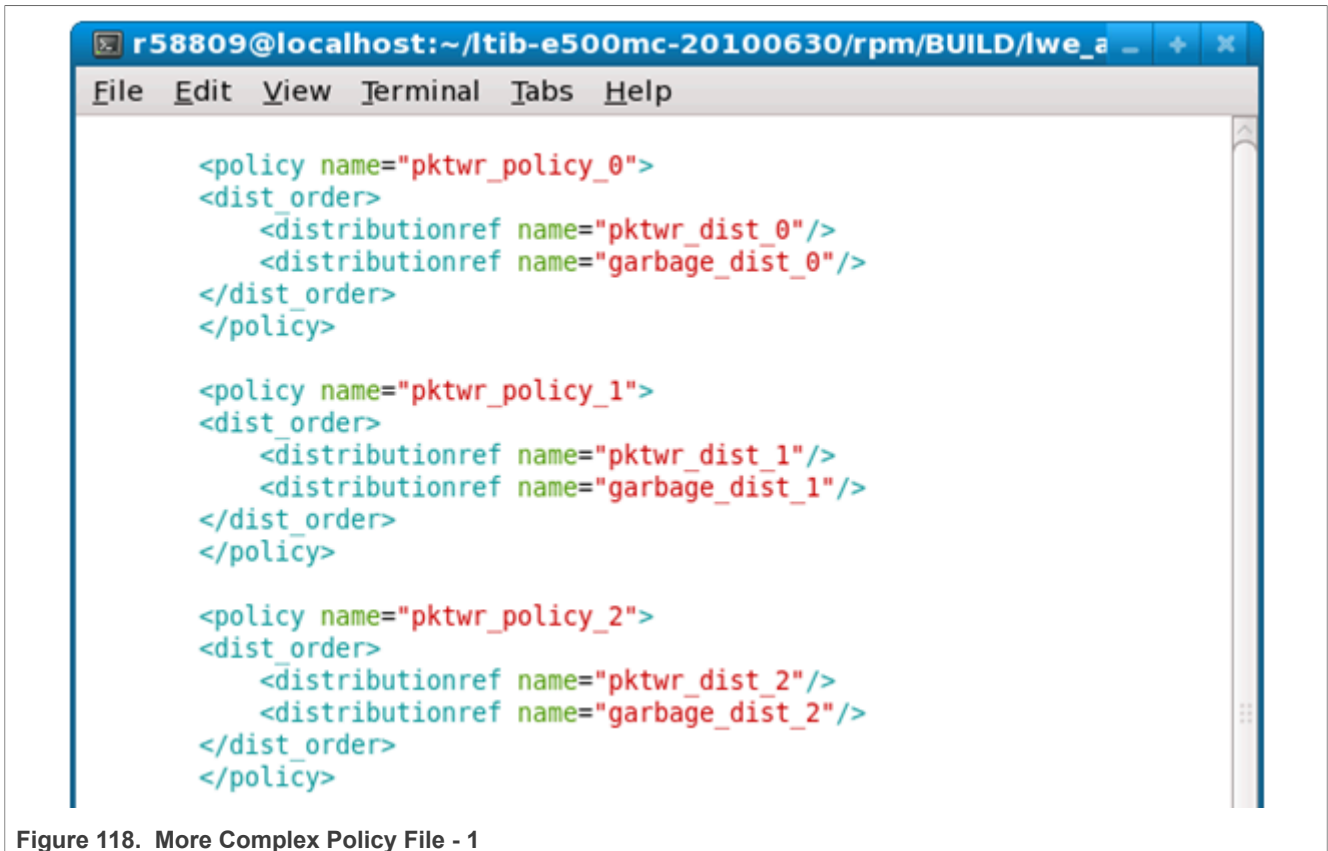 r58809@localhost:~/ltib-e500mc-20100630/rpm/BUILD/lwe_a
File Edit View Terminal Tabs Help
<policy name="pktwr_policy_0">
<dist_order>
<distributionref name="pktwr_dist_0"/>
<distributionref name="garbage_dist_0"/>
</dist_order>
</policy>
<policy name="pktwr_policy_1">
<dist_order>
<distributionref name="pktwr_dist_1"/>
<distributionref name="garbage_dist_1"/>
</dist_order>
</policy>
<policy name="pktwr_policy_2">
<dist_order>
<distributionref name="pktwr_dist_2"/>
<distributionref name="garbage_dist_2"/>
</dist_order>
</policy>
Figure 118. More Complex Policy File - 1